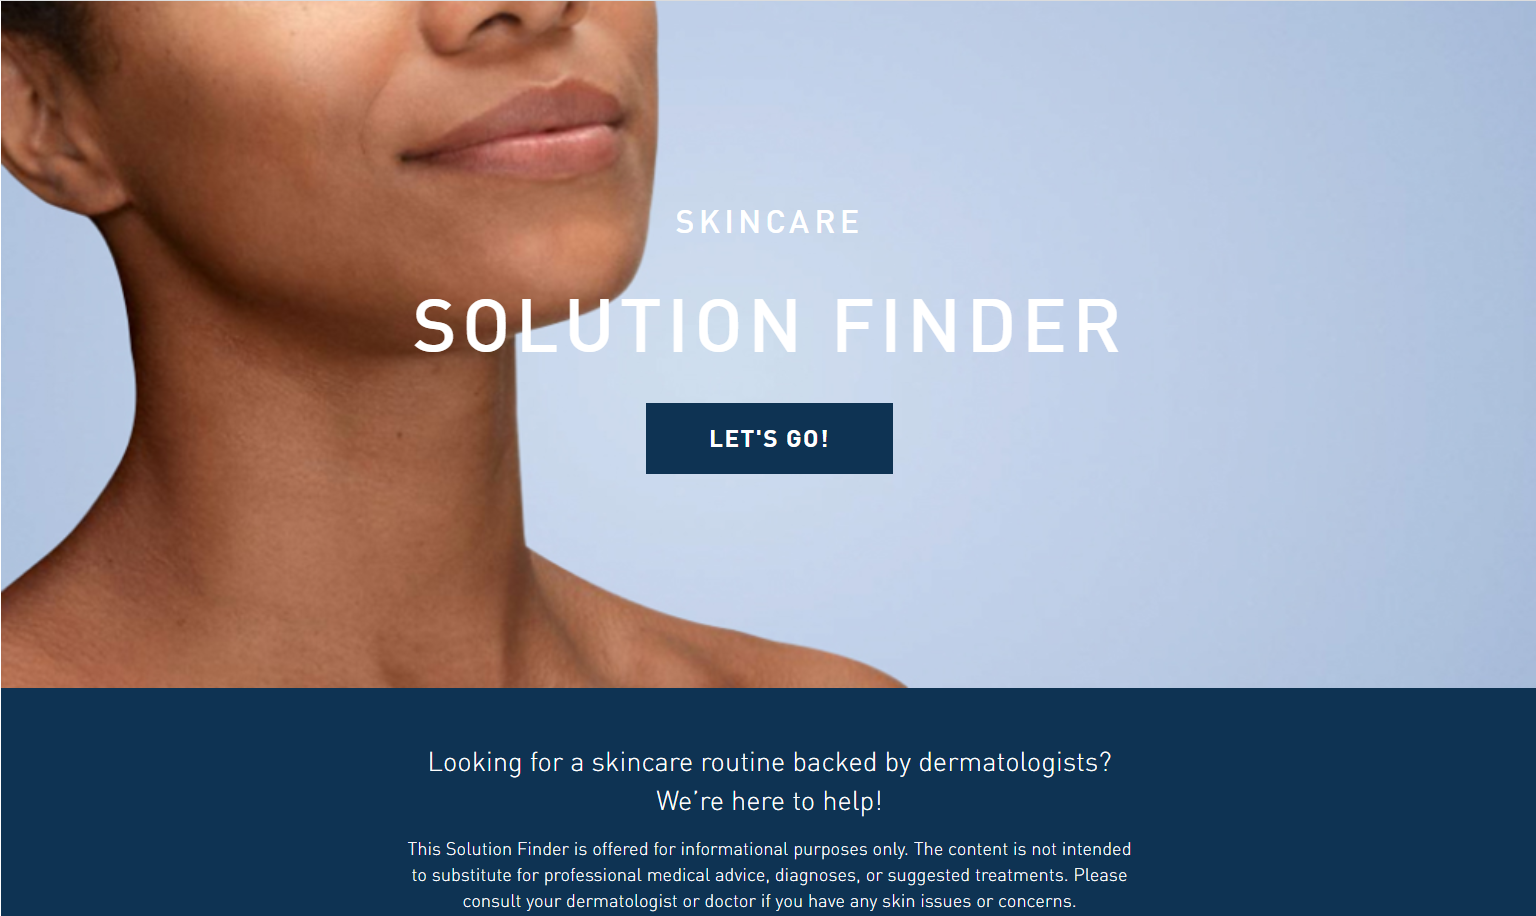 SKINCARE
SOLUTION FINDER
LET'S GO!
Looking for a skincare routine backed by dermatologists?
We’re here to help!
This Solution Finder is offered for informational purposes only. The content is not intended
to substitute for professional medical advice, diagnoses, or suggested treatments. Please
consult your dermatologist or doctor if you have any skin issues or concerns.